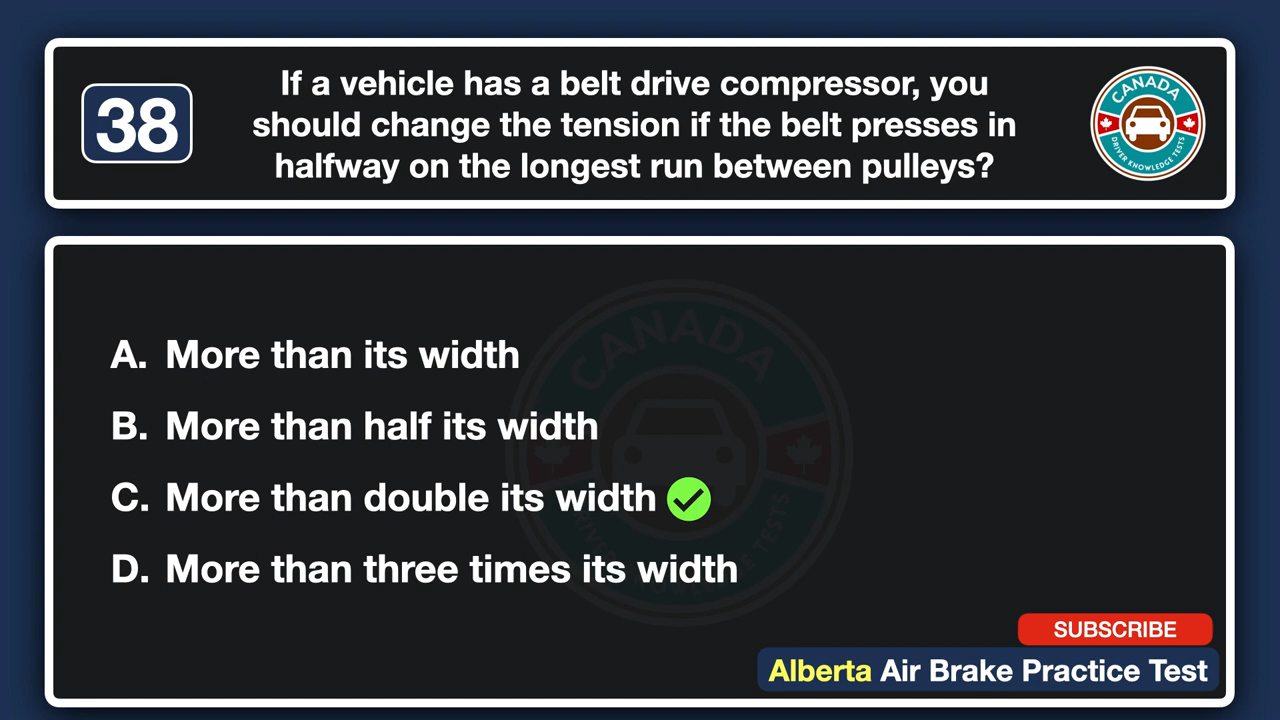 38
If a vehicle has a belt drive compressor, you
should change the tension if the belt presses in
halfway on the longest run between pulleys?
CANADA
DRIVER KNOWLEDGE TESTS
A. More than its width
B. More than half its width
C. More than double its width
D. More than three times its width
CANADA
SUBSCRIBE
Alberta Air Brake Practice Test